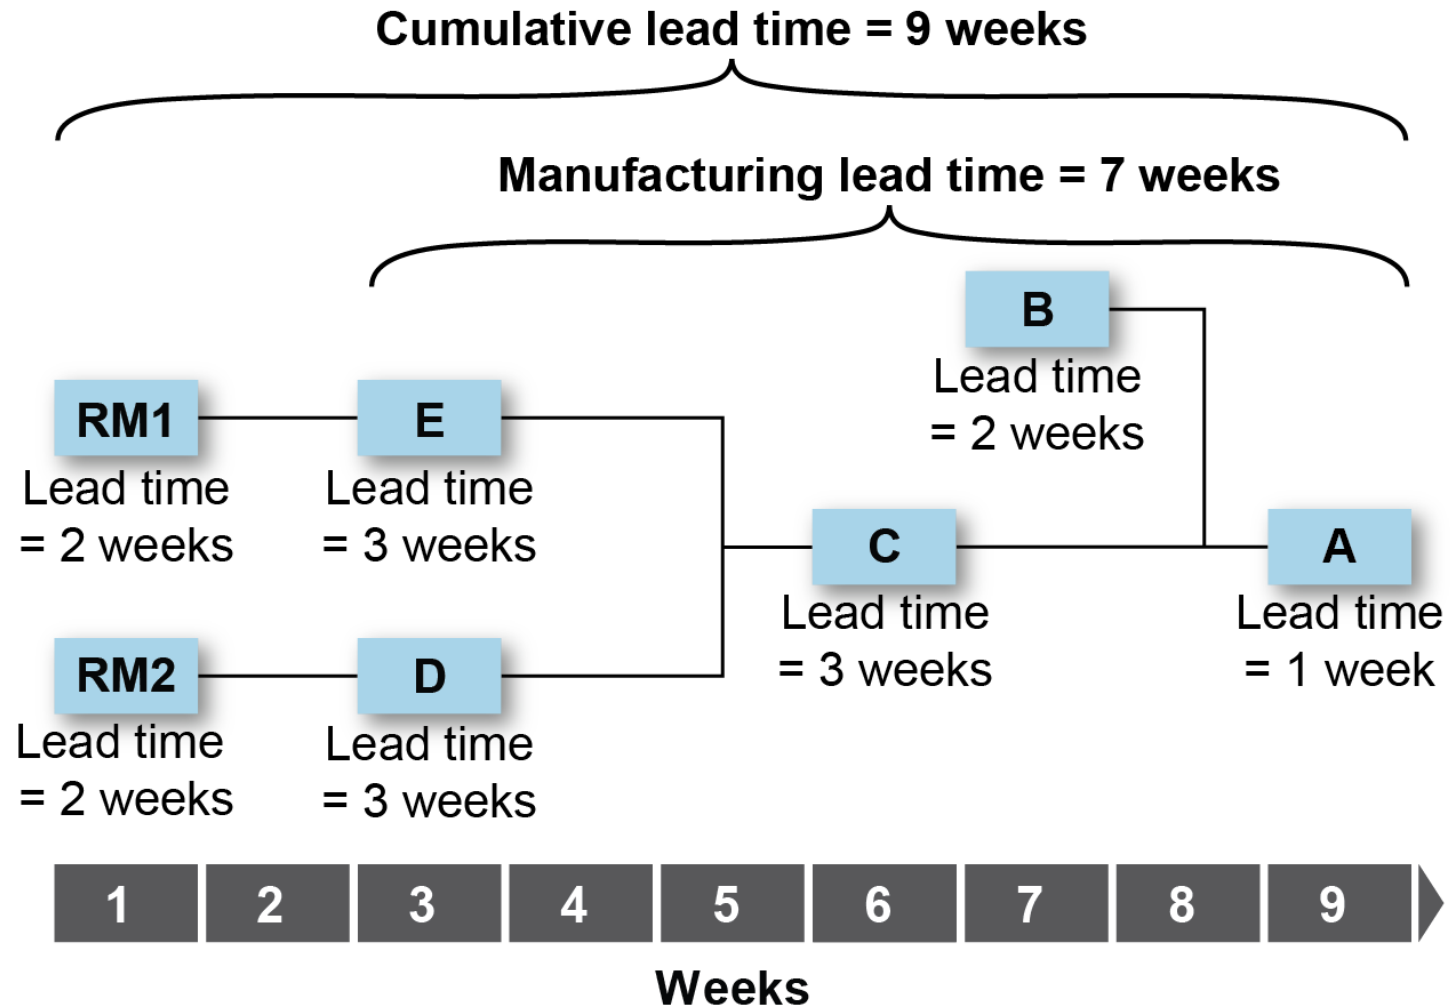 Cumulative lead time = 9 weeks
Manufacturing lead time = 7 weeks
B
Lead time
= 2 weeks
RM1
Lead time
= 2 weeks
E
Lead time
= 3 weeks
C
Lead time
= 3 weeks
A
Lead time
= 1 week
RM2
Lead time
= 2 weeks
D
Lead time
= 3 weeks
1 2 3 4 5 6 7 8 9
Weeks